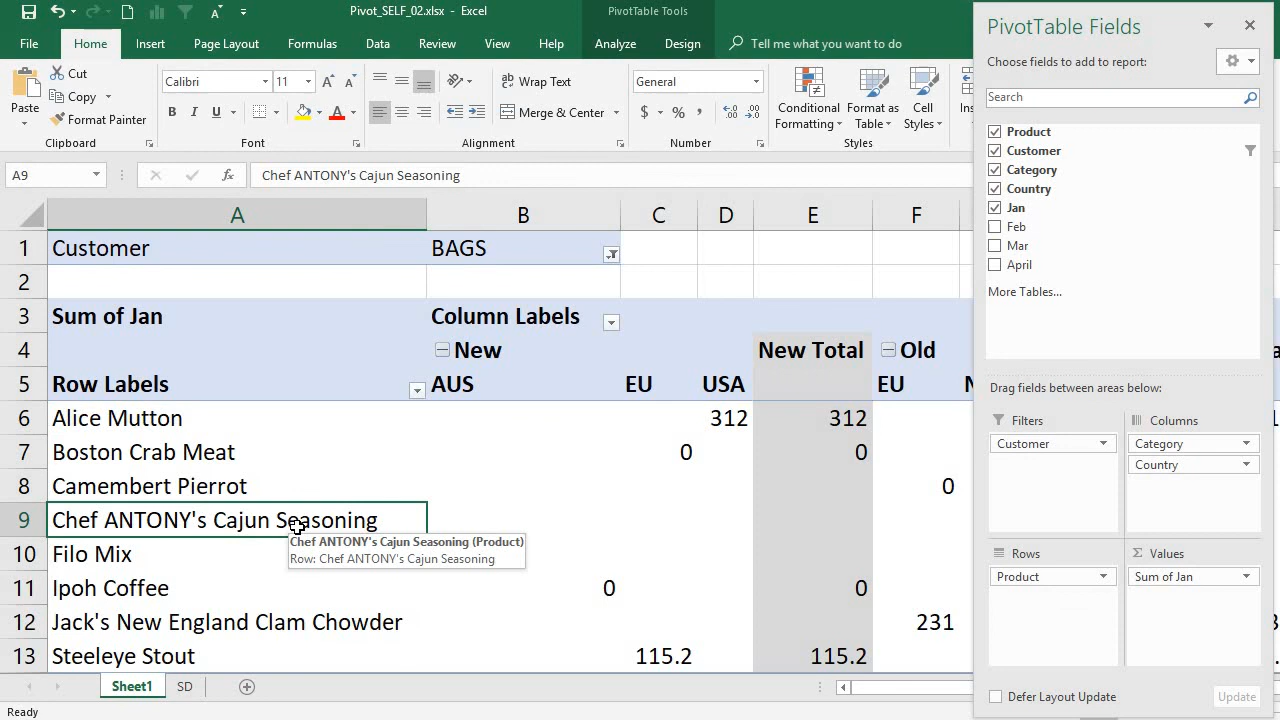 Pivot_SELF_02.xlsx - Excel
PivotTable Tools
File Home Insert Page Layout Formulas Data Review View Help Analyze Design Tell me what you want to do
Paste
Cut
Copy
Format Painter
Clipboard
Calibri 11
B I U
Font
Wrap Text
Merge & Center
Alignment
General
$ % ,
Number
Conditional Formatting
Format as Table
Cell Styles
Styles
A9 fx Chef ANTONY's Cajun Seasoning
A B C D E F
1 Customer BAGS
2
3 Sum of Jan Column Labels
4 New New Total Old
5 Row Labels AUS EU USA EU
6 Alice Mutton 312 312
7 Boston Crab Meat 0 0
8 Camembert Pierrot 0
9 Chef ANTONY's Cajun Seasoning
Chef ANTONY's Cajun Seasoning (Product)
Row: Chef ANTONY's Cajun Seasoning
10 Filo Mix
11 Ipoh Coffee 0 0
12 Jack's New England Clam Chowder 231
13 Steeleye Stout 115.2 115.2
Sheet1 SD
Ready
PivotTable Fields
Choose fields to add to report:
Search
Product
Customer
Category
Country
Jan
Feb
Mar
April
More Tables...
Drag fields between areas below:
Filters
Customer
Columns
Category
Country
Rows
Product
Σ Values
Sum of Jan
Defer Layout Update Update